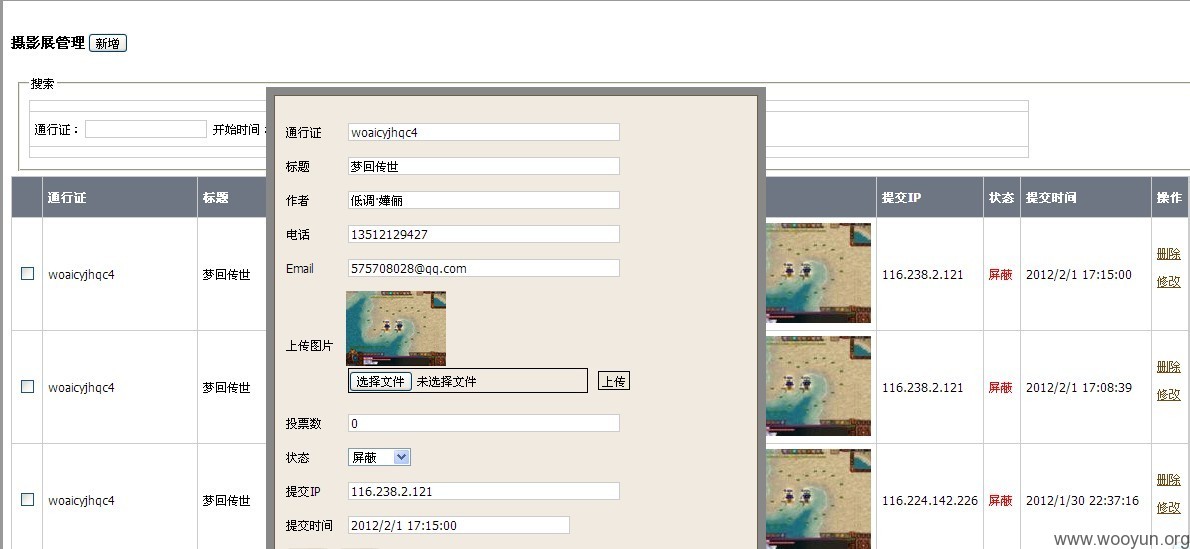 摄影展管理 新增
搜索
通行证： 开始时间：
通行证 标题 提交IP 状态 提交时间 操作
woaicyjhqc4 梦回传世 116.238.2.121 屏蔽 2012/2/1 17:15:00 删除
修改
woaicyjhqc4 梦回传世 116.238.2.121 屏蔽 2012/2/1 17:08:39 删除
修改
woaicyjhqc4 梦回传世 116.224.142.226 屏蔽 2012/1/30 22:37:16 删除
修改
通行证 woaicyjhqc4
标题 梦回传世
作者
电话 13512129427
Email 575708028@qq.com
上传图片
选择文件 未选择文件 上传
投票数 0
状态 屏蔽
提交IP 116.238.2.121
提交时间 2012/2/1 17:15:00
www.wooyun.org